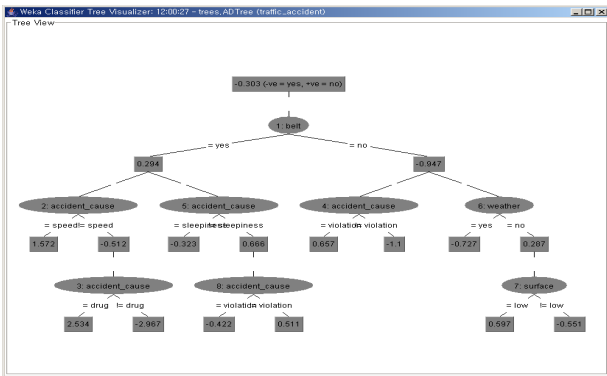 Weka Classifier Tree Visualizer: 12:00:27 - trees,ADTree (traffic_accident)
Tree View
-0.303 (-ve = yes, +ve = no)
1: belt
= yes = no
0.294 -0.947
2: accident_cause 5: accident_cause 4: accident_cause 6: weather
= speed != speed = sleepiness != sleepiness = violation != violation = yes = no
1.572 -0.512 -0.323 0.666 0.657 -1.1 -0.727 0.287
3: accident_cause 8: accident_cause 7: surface
= drug != drug = violation != violation = low != low
2.534 -2.967 -0.422 0.511 0.597 -0.551